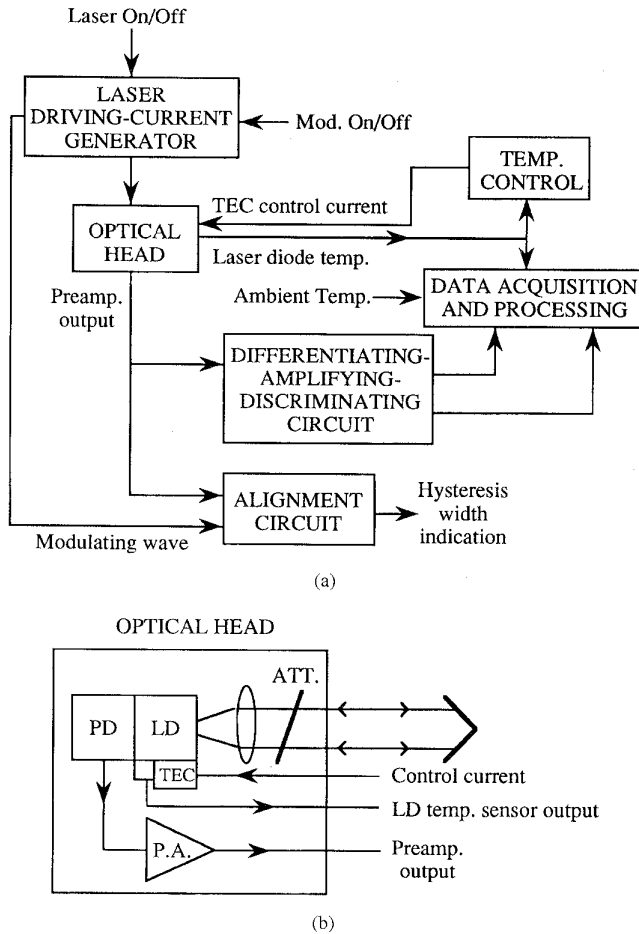 Laser On/Off
LASER
DRIVING-CURRENT
GENERATOR
Mod. On/Off
TEMP.
CONTROL
TEC control current
OPTICAL
HEAD
Laser diode temp.
Preamp.
output
Ambient Temp.
DATA ACQUISITION
AND PROCESSING
DIFFERENTIATING-
AMPLIFYING-
DISCRIMINATING
CIRCUIT
ALIGNMENT
CIRCUIT
Hysteresis
width
indication
Modulating wave
(a)
OPTICAL HEAD
ATT.
PD
LD
TEC
Control current
LD temp. sensor output
P.A.
Preamp.
output
(b)